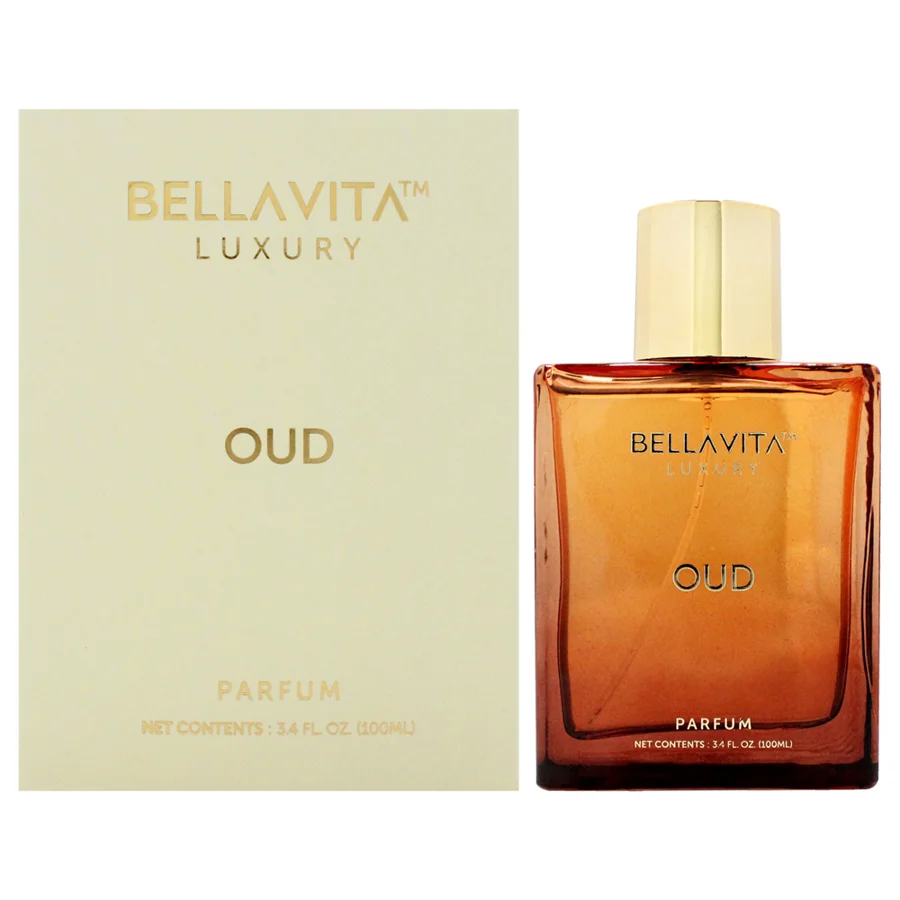 BELLAVITA™
LUXURY
OUD
PARFUM
NET CONTENTS : 3.4 FL. OZ. (100ML)
BELLAVITA™
LUXURY
OUD
PARFUM
NET CONTENTS : 3.4 FL. OZ. (100ML)